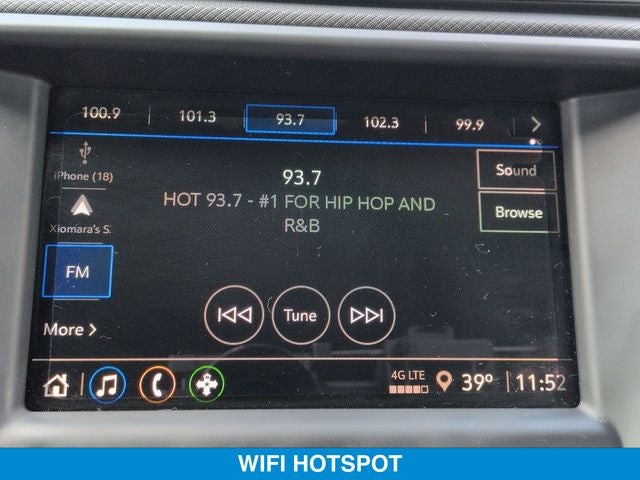 100.9 101.3 93.7 102.3 99.9
iPhone (18)
Xiomara's S
FM
More
93.7
HOT 93.7 - #1 FOR HIP HOP AND
R&B
Sound
Browse
Tune
4G LTE
39° 11:52
WIFI HOTSPOT